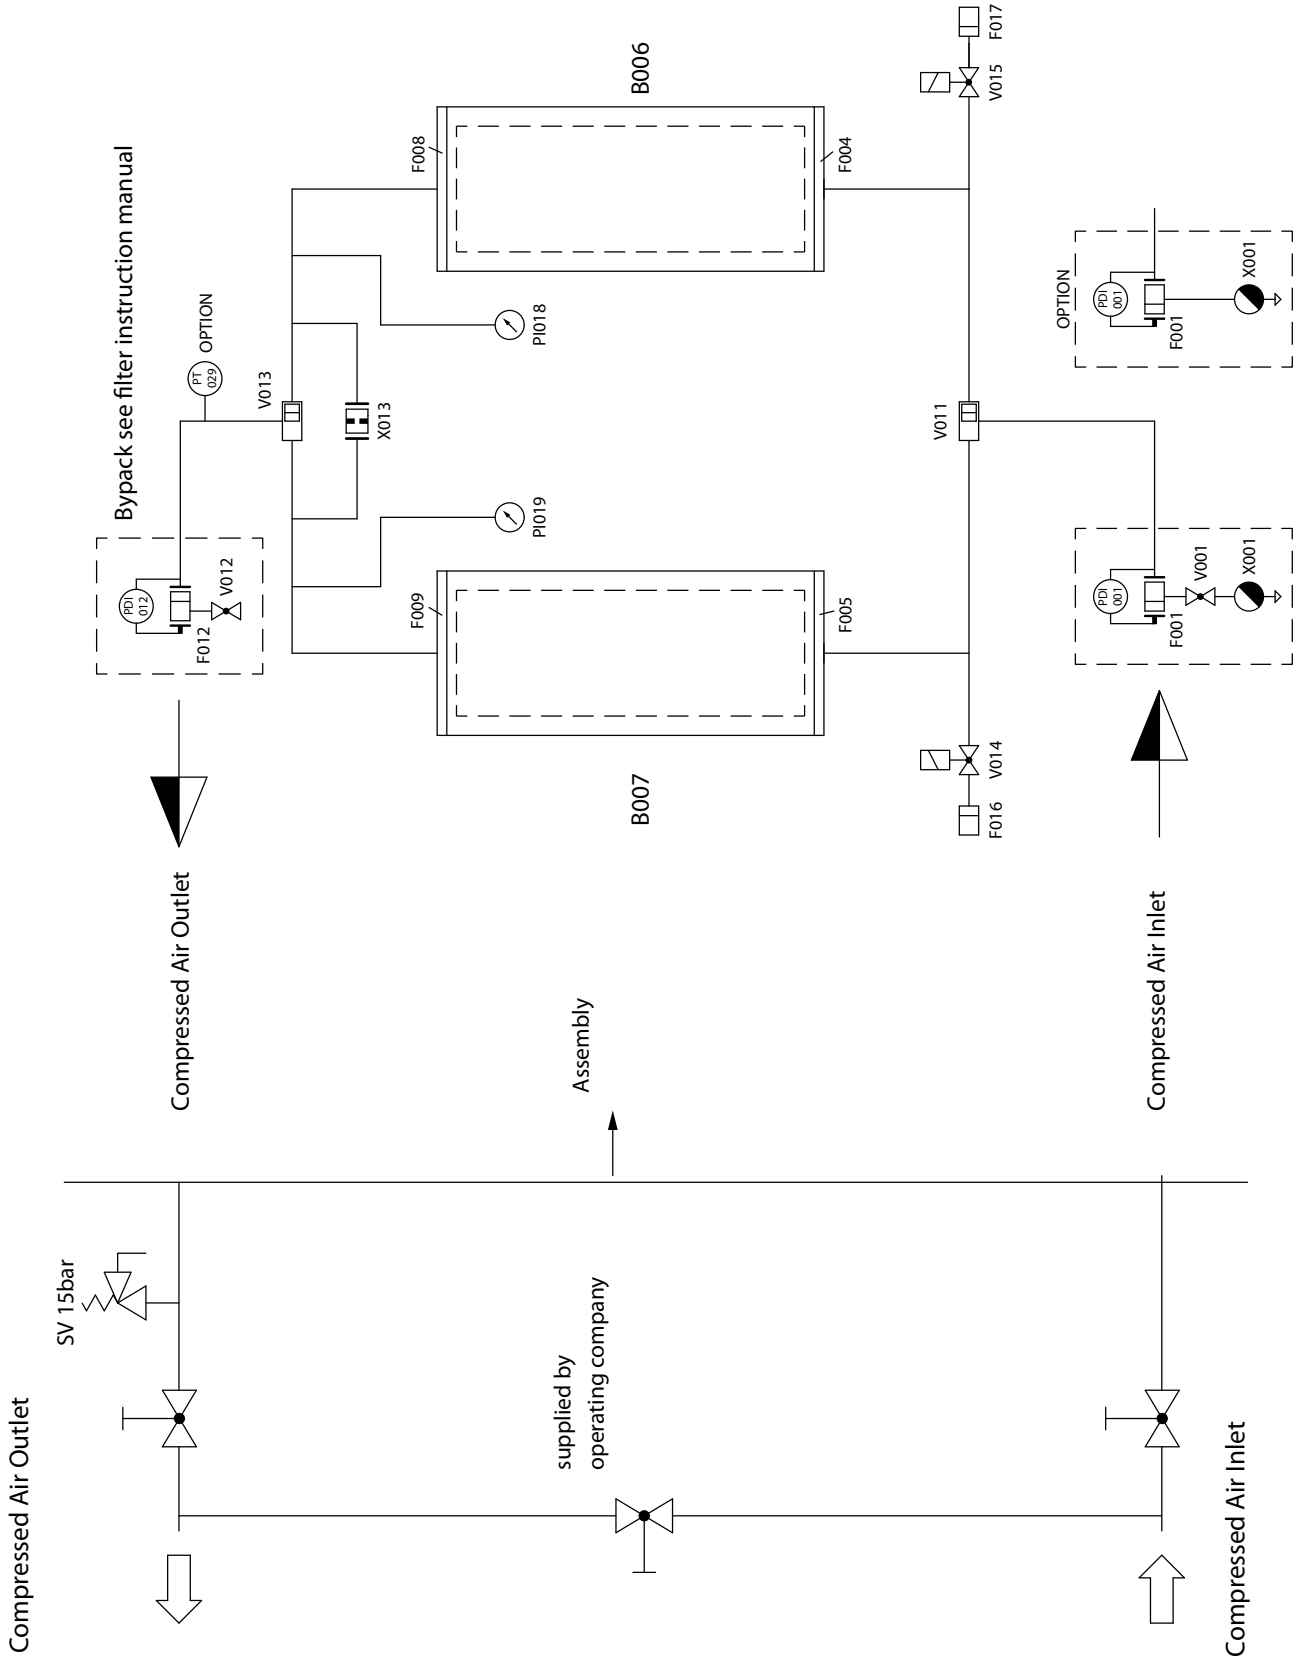 Compressed Air Outlet
SV 15bar
supplied by
operating company
Compressed Air Inlet
Assembly
Compressed Air Outlet
Compressed Air Inlet
Bypack see filter instruction manual
PDI
012
F012
V012
PT
029
OPTION
V013
X013
PI019
PI018
F009
F005
B007
F008
F004
B006
V014
F016
V011
V015
F017
PDI
001
F001
V001
X001
OPTION
PDI
001
F001
X001